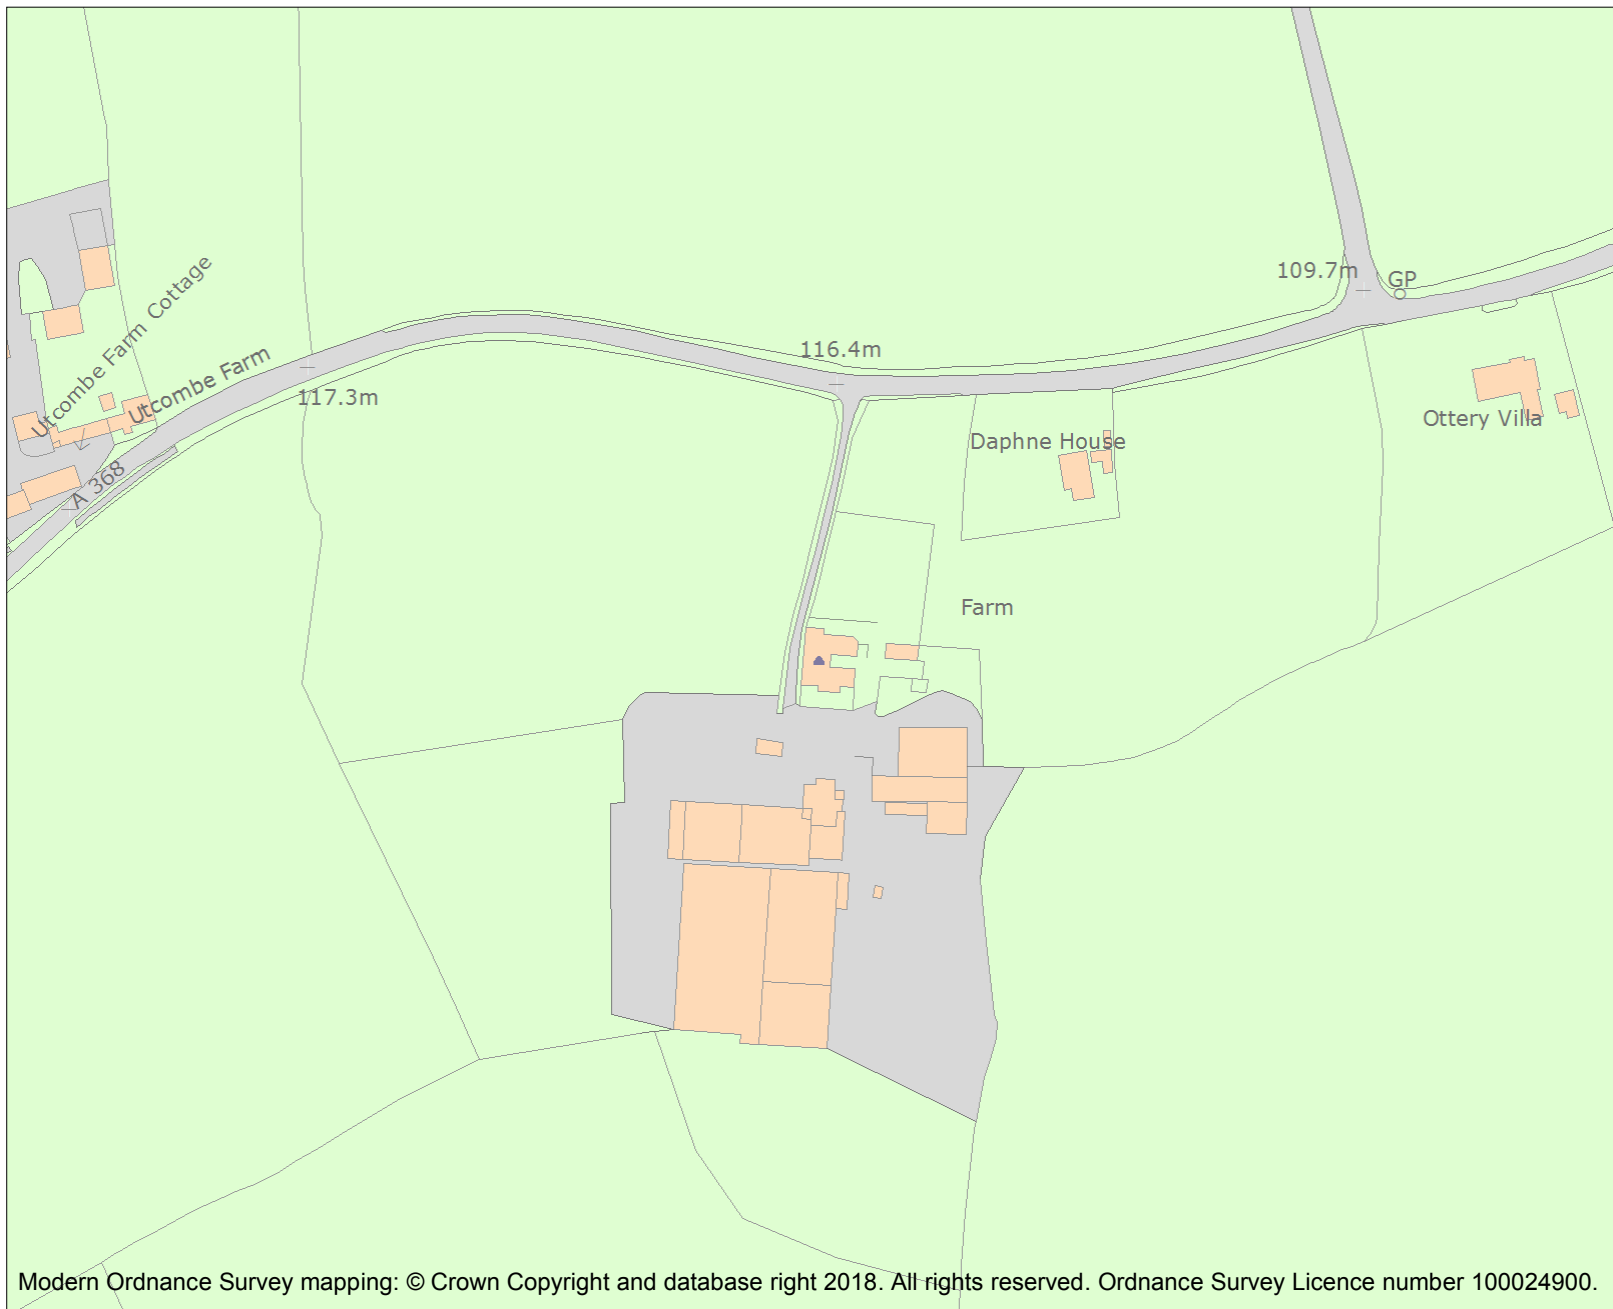 109.7m
GP
Utcombe Farm Cottage
116.4m
Utcombe Farm
117.3m
Ottery Villa
Daphne House
A 368
Farm
Modern Ordnance Survey mapping: © Crown Copyright and database right 2018. All rights reserved. Ordnance Survey Licence number 100024900.